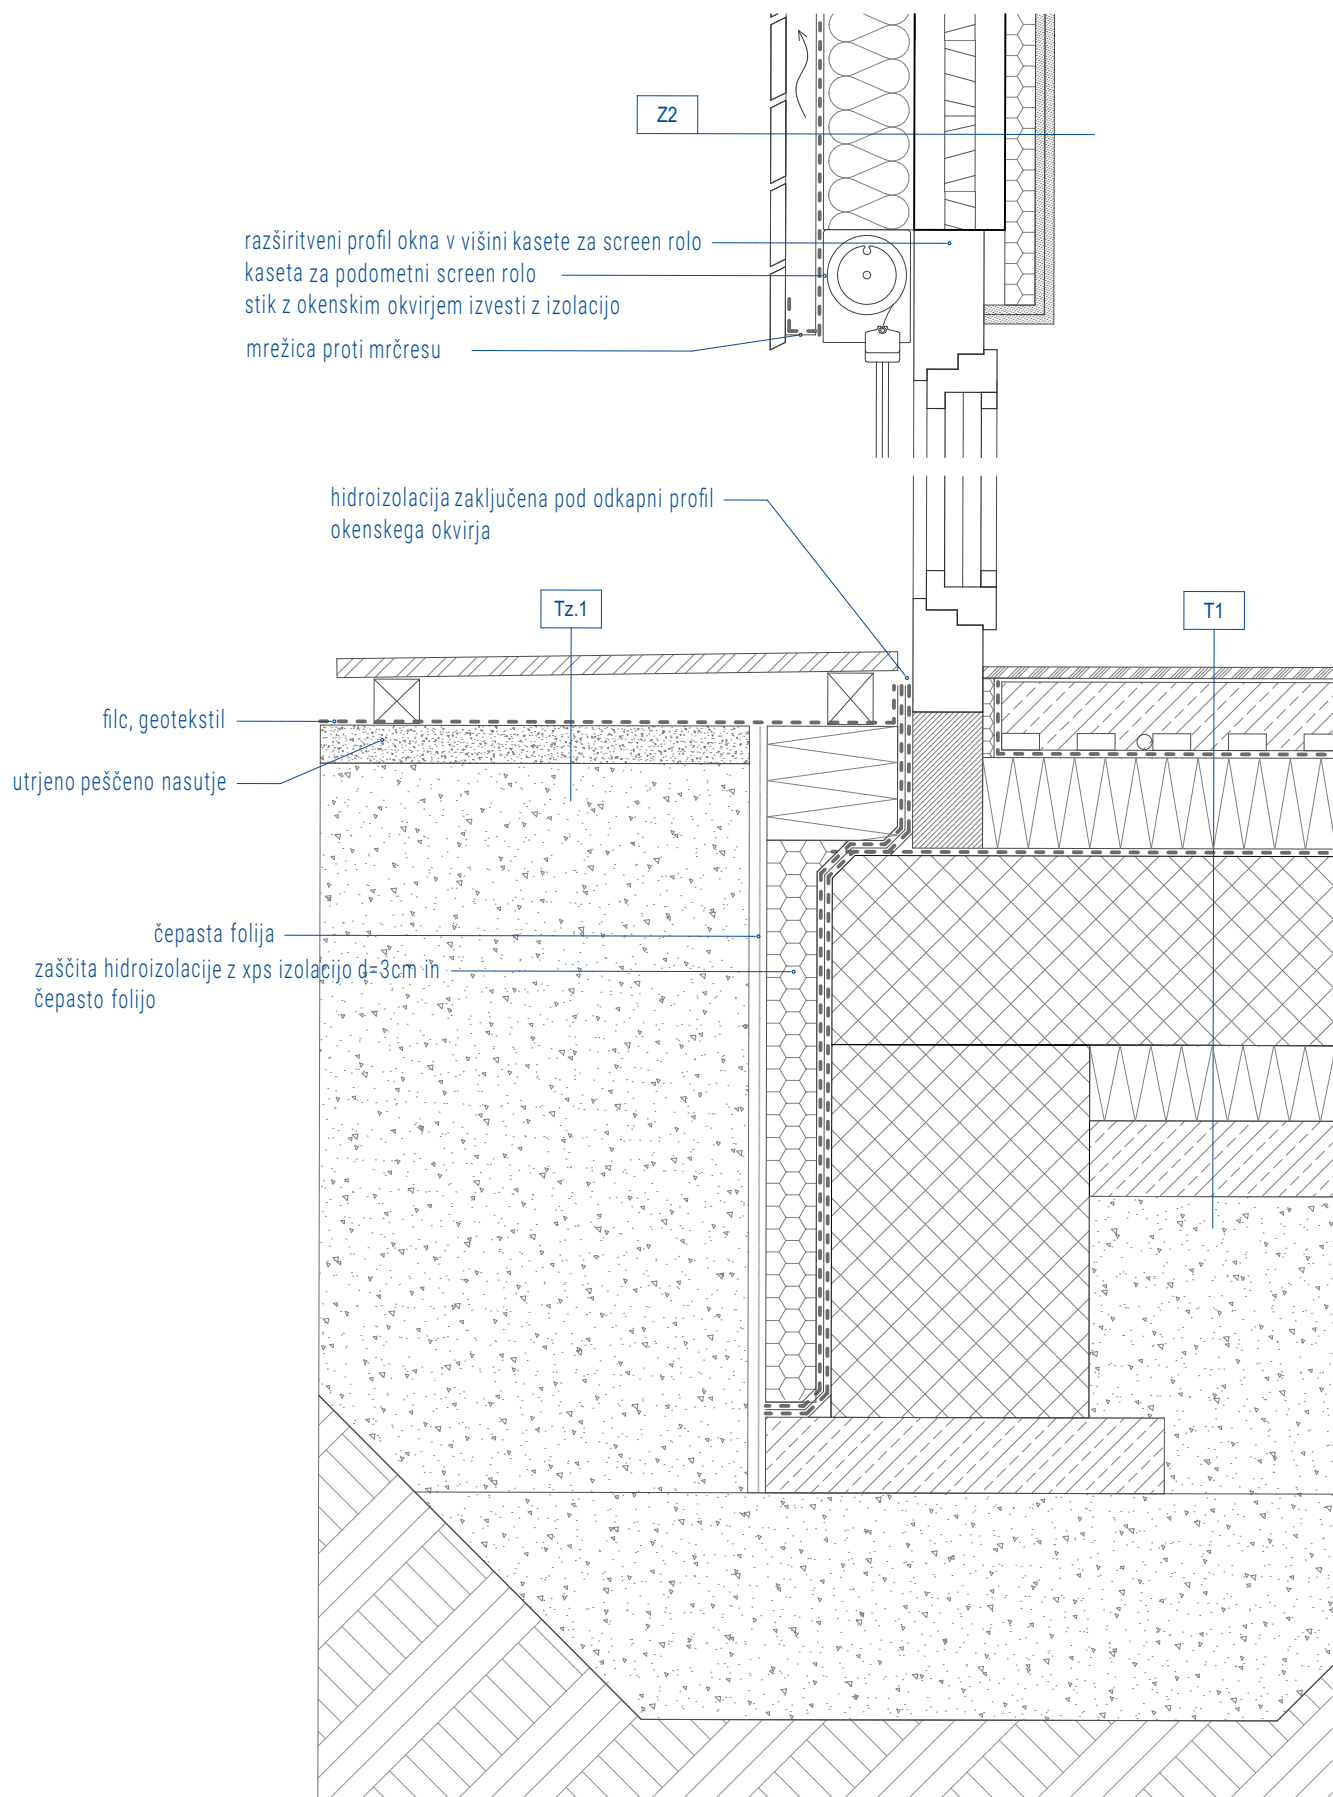 Z2
razširitveni profil okna v višini kasete za screen rolo
kaseta za podometni screen rolo
stik z okenskim okvirjem izvesti z izolacijo
mrežica proti mrčresu
hidroizolacija zaključena pod odkapni profil
okenskega okvirja
Tz.1
T1
filc, geotekstil
utrjeno peščeno nasutje
čepasta folija
zaščita hidroizolacije z xps izolacijo d=3cm in
čepasto folijo